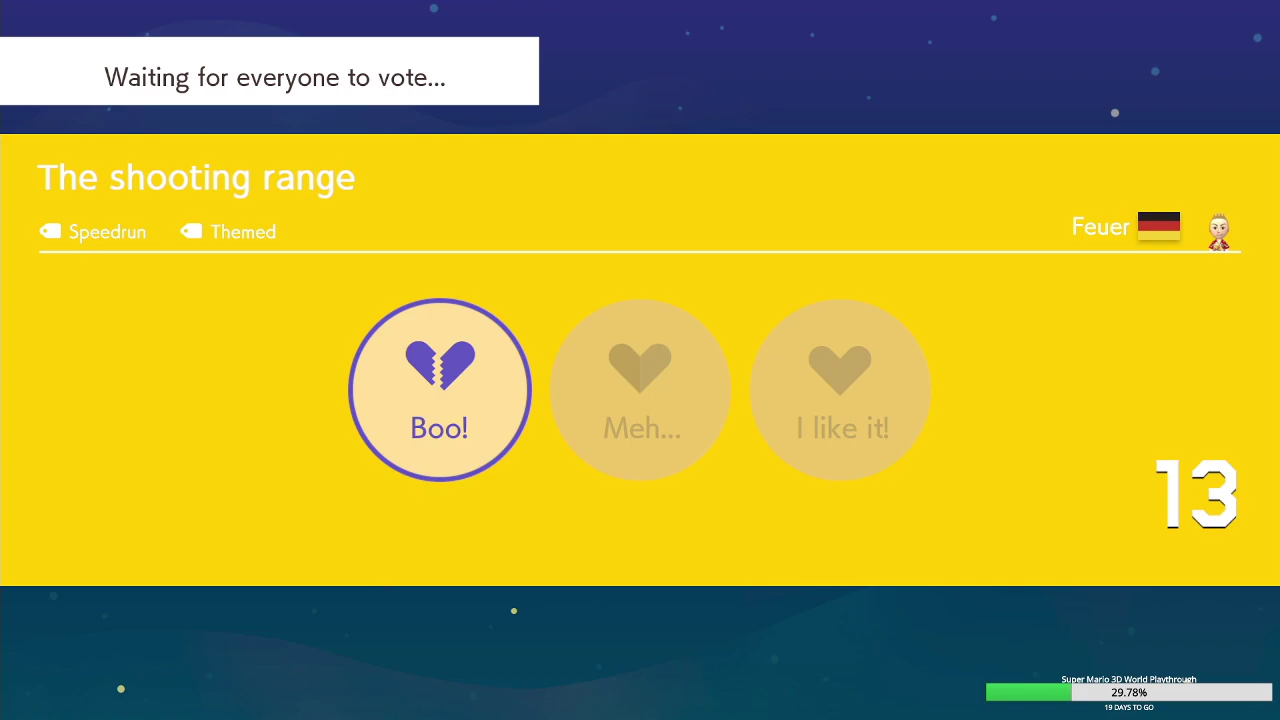 Waiting for everyone to vote...
The shooting range
Speedrun Themed
Feuer
Boo! Meh... I like it!
13
Super Mario 3D World Playthrough
29.78%
19 DAYS TO GO